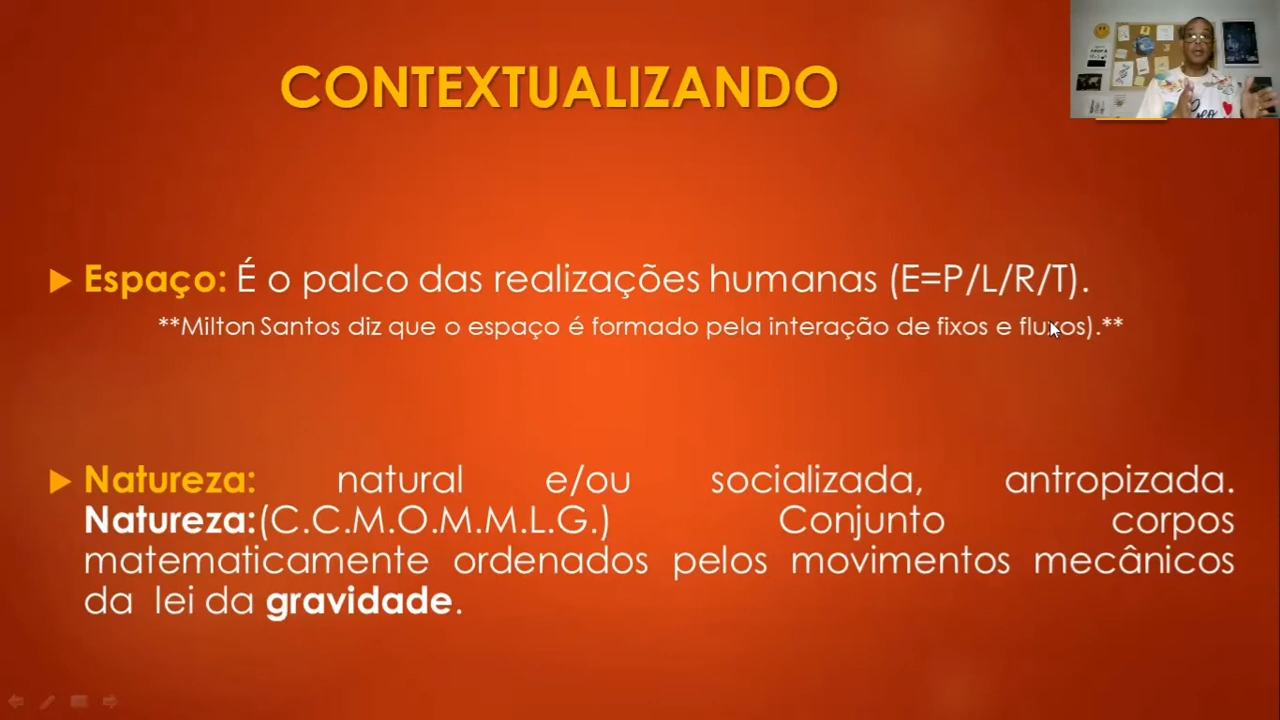 CONTEXTUALIZANDO
Espaço: É o palco das realizações humanas (E=P/L/R/T).
**Milton Santos diz que o espaço é formado pela interação de fixos e fluxos).**
Natureza: natural e/ou socializada, antropizada.
Natureza:(C.C.M.O.M.M.L.G.) Conjunto corpos
matematicamente ordenados pelos movimentos mecânicos
da lei da gravidade.